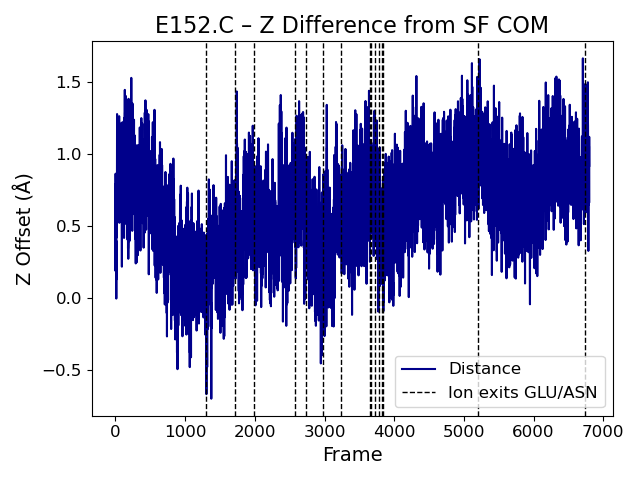 E152.C – Z Difference from SF COM
Z Offset (Å)
1.5
1.0
0.5
0.0
−0.5
0 1000 2000 3000 4000 5000 6000 7000
Frame
Distance
Ion exits GLU/ASN